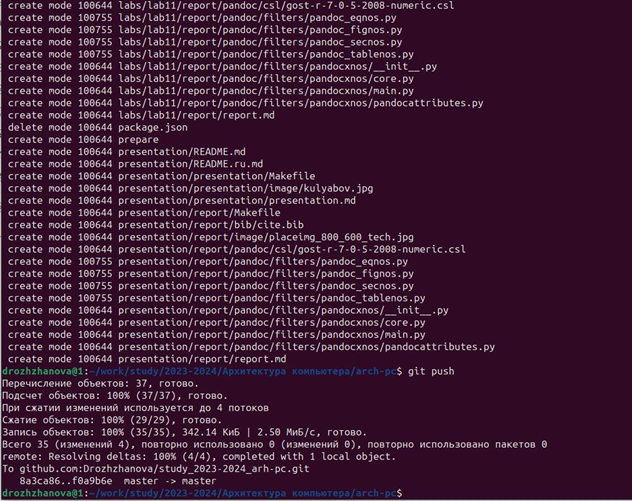 create mode 100644 labs/lab11/report/pandoc/csl/gost-r-7-0-5-2008-numeric.csl
create mode 100755 labs/lab11/report/pandoc/filters/pandoc_eqnos.py
create mode 100755 labs/lab11/report/pandoc/filters/pandoc_fignos.py
create mode 100755 labs/lab11/report/pandoc/filters/pandoc_secnos.py
create mode 100755 labs/lab11/report/pandoc/filters/pandoc_tablenos.py
create mode 100644 labs/lab11/report/pandoc/filters/pandocxnos/__init__.py
create mode 100644 labs/lab11/report/pandoc/filters/pandocxnos/core.py
create mode 100644 labs/lab11/report/pandoc/filters/pandocxnos/main.py
create mode 100644 labs/lab11/report/pandoc/filters/pandocxnos/pandocattributes.py
create mode 100644 labs/lab11/report/report.md
delete mode 100644 package.json
create mode 100644 prepare
create mode 100644 presentation/README.md
create mode 100644 presentation/README.ru.md
create mode 100644 presentation/presentation/Makefile
create mode 100644 presentation/presentation/image/kulyabov.jpg
create mode 100644 presentation/presentation/presentation.md
create mode 100644 presentation/report/Makefile
create mode 100644 presentation/report/bib/cite.bib
create mode 100644 presentation/report/image/placeimg_800_600_tech.jpg
create mode 100644 presentation/report/pandoc/csl/gost-r-7-0-5-2008-numeric.csl
create mode 100755 presentation/report/pandoc/filters/pandoc_eqnos.py
create mode 100755 presentation/report/pandoc/filters/pandoc_fignos.py
create mode 100755 presentation/report/pandoc/filters/pandoc_secnos.py
create mode 100755 presentation/report/pandoc/filters/pandoc_tablenos.py
create mode 100644 presentation/report/pandoc/filters/pandocxnos/__init__.py
create mode 100644 presentation/report/pandoc/filters/pandocxnos/core.py
create mode 100644 presentation/report/pandoc/filters/pandocxnos/main.py
create mode 100644 presentation/report/pandoc/filters/pandocxnos/pandocattributes.py
create mode 100644 presentation/report/report.md
drozhzhanova@1:~/work/study/2023-2024/Архитектура компьютера/arch-pc$ git push
Перечисление объектов: 37, готово.
Подсчет объектов: 100% (37/37), готово.
При сжатии изменений используется до 4 потоков
Сжатие объектов: 100% (29/29), готово.
Запись объектов: 100% (35/35), 342.14 КиБ | 2.50 МиБ/с, готово.
Всего 35 (изменений 4), повторно использовано 0 (изменений 0), повторно использовано пакетов 0
remote: Resolving deltas: 100% (4/4), completed with 1 local object.
To github.com:Drozhzhanova/study_2023-2024_arh-pc.git
8a3ca86..f0a9b6e master -> master
drozhzhanova@1:~/work/study/2023-2024/Архитектура компьютера/arch-pc$